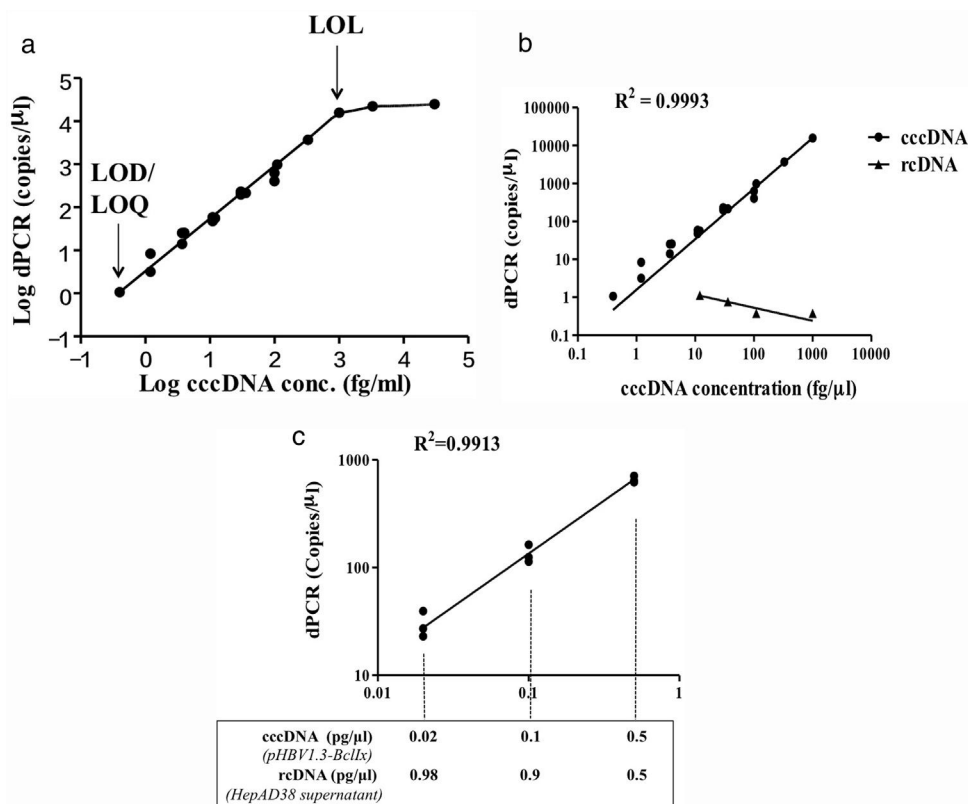 a
LOL
5
4
3
2
1
0
−1
−1 0 1 2 3 4 5
LOD/
LOQ
Log dPCR (copies/µl)
Log cccDNA conc. (fg/ml)
b
R² = 0.9993
100000
10000
1000
100
10
1
0.1
0.1 1 10 100 1000 10000
dPCR (copies/µl)
cccDNA concentration (fg/µl)
cccDNA
rcDNA
c
R²=0.9913
1000
100
10
0.01 0.1 1
dPCR (Copies/µl)
cccDNA (pg/µl) 0.02 0.1 0.5
(pHBV1.3-BclIx)
rcDNA (pg/µl) 0.98 0.9 0.5
(HepAD38 supernatant)